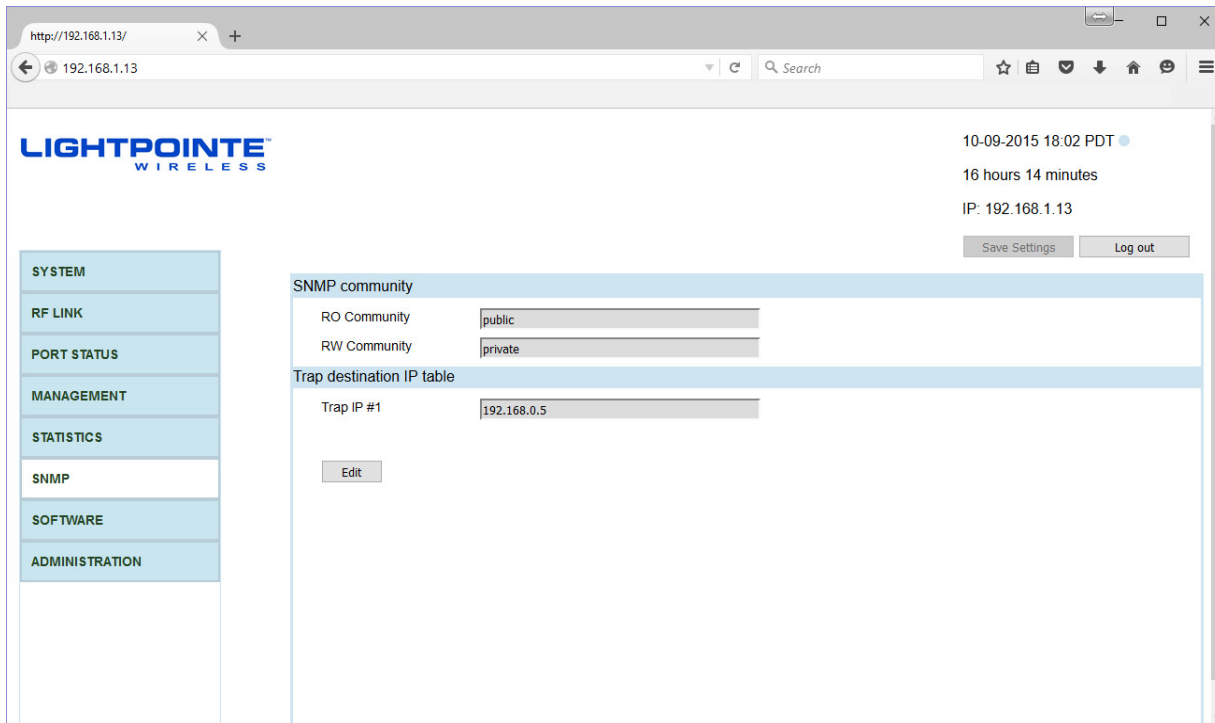 http://192.168.1.13/
192.168.1.13
Search
LIGHTPOINTE™
WIRELESS
10-09-2015 18:02 PDT
16 hours 14 minutes
IP: 192.168.1.13
Save Settings
Log out
SYSTEM
RF LINK
PORT STATUS
MANAGEMENT
STATISTICS
SNMP
SOFTWARE
ADMINISTRATION
SNMP community
RO Community public
RW Community private
Trap destination IP table
Trap IP #1 192.168.0.5
Edit